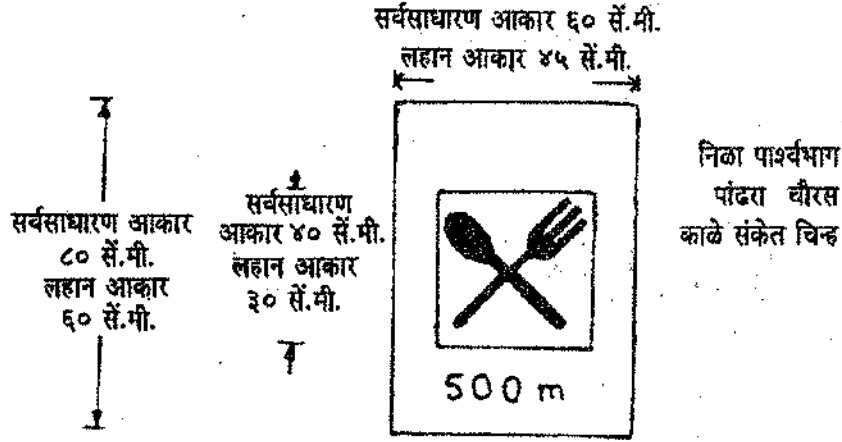 सर्वसाधारण आकार ६० सें.मी.
लहान आकार ४५ सें.मी.
सर्वसाधारण आकार
८० सें.मी.
लहान आकार
६० सें.मी.
सर्वसाधारण
आकार ४० सें.मी.
लहान आकार
३० सें.मी.
निळा पार्श्वभाग
पांढरा चौरस
काळे संकेत चिन्ह
500 m